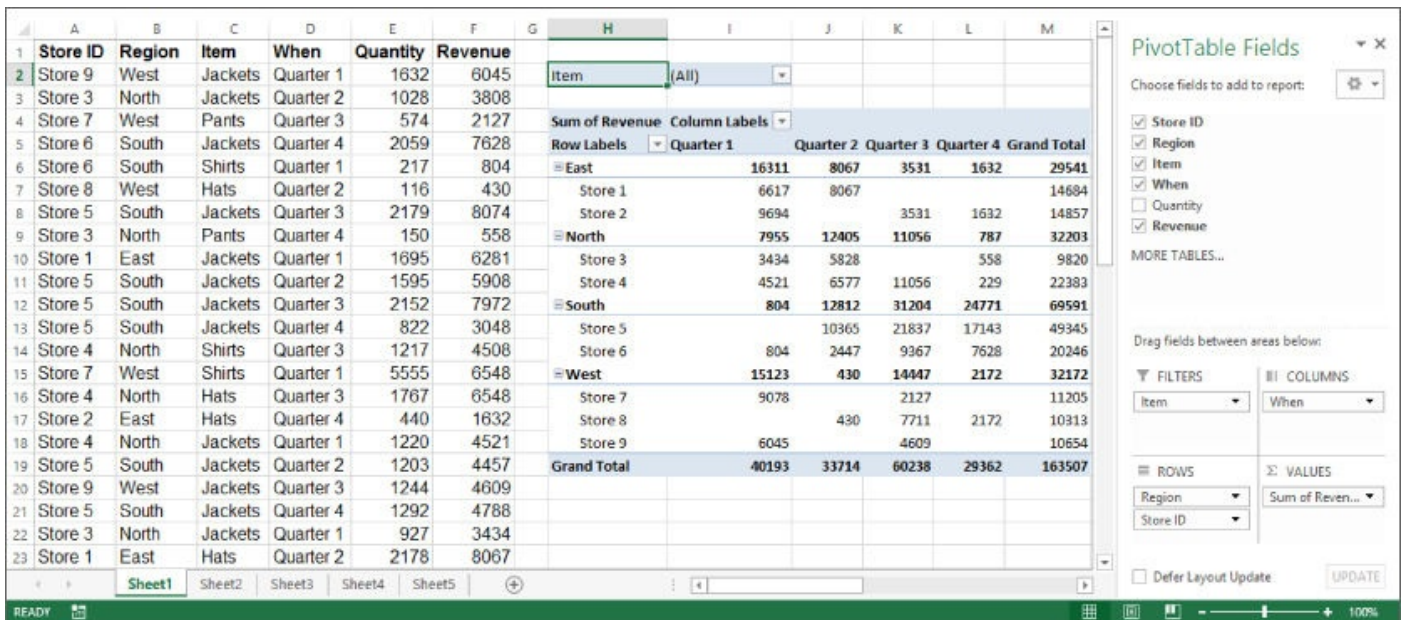 A B C D E F G H I J K L M
PivotTable Fields
1 Store ID Region Item When Quantity Revenue
2 Store 9 West Jackets Quarter 1 1632 6045 Item (All)
Choose fields to add to report:
3 Store 3 North Jackets Quarter 2 1028 3808
4 Store 7 West Pants Quarter 3 574 2127 Sum of Revenue Column Labels
Store ID
5 Store 6 South Jackets Quarter 4 2059 7628 Row Labels Quarter 1 Quarter 2 Quarter 3 Quarter 4 Grand Total
Region
6 Store 6 South Shirts Quarter 1 217 804 East 16311 8067 3531 1632 29541
Item
7 Store 8 West Hats Quarter 2 116 430 Store 1 6617 8067 14684
When
8 Store 5 South Jackets Quarter 3 2179 8074 Store 2 9694 3531 1632 14857
Quantity
9 Store 3 North Pants Quarter 4 150 558 North 7955 12405 11056 787 32203
Revenue
10 Store 1 East Jackets Quarter 1 1695 6281 Store 3 3434 5828 558 9820
MORE TABLES...
11 Store 5 South Jackets Quarter 2 1595 5908 Store 4 4521 6577 11056 229 22383
12 Store 5 South Jackets Quarter 3 2152 7972 South 804 12812 31204 24771 69591
13 Store 5 South Jackets Quarter 4 822 3048 Store 5 10365 21837 17143 49345
Drag fields between areas below:
14 Store 4 North Shirts Quarter 3 1217 4508 Store 6 804 2447 9367 7628 20246
15 Store 7 West Shirts Quarter 1 5555 6548 West 15123 430 14447 2172 32172
FILTERS COLUMNS
16 Store 4 North Hats Quarter 3 1767 6548 Store 7 9078 2127 11205
Item When
17 Store 2 East Hats Quarter 4 440 1632 Store 8 430 7711 2172 10313
18 Store 4 North Jackets Quarter 1 1220 4521 Store 9 6045 4609 10654
19 Store 5 South Jackets Quarter 2 1203 4457 Grand Total 40193 33714 60238 29362 163507
ROWS Σ VALUES
20 Store 9 West Jackets Quarter 3 1244 4609
Region Sum of Reven...
21 Store 5 South Jackets Quarter 4 1292 4788
Store ID
22 Store 3 North Jackets Quarter 1 927 3434
23 Store 1 East Hats Quarter 2 2178 8067
Sheet1 Sheet2 Sheet3 Sheet4 Sheet5
Defer Layout Update UPDATE
READY 100%